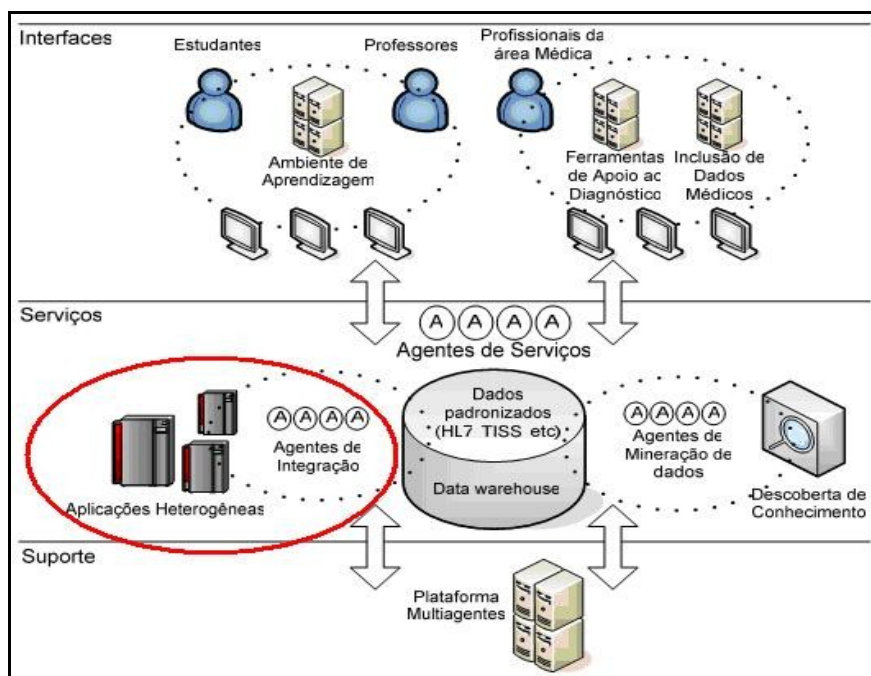 Interfaces
Estudantes
Professores
Profissionais da
área Médica
Ambiente de
Aprendizagem
Ferramentas
de Apoio ao
Diagnóstico
Inclusão de
Dados
Médicos
Serviços
A A A A
Agentes de Serviços
Aplicações Heterogêneas
A A A A
Agentes de
Integração
Dados
padronizados
(HL7 TISS etc)
Data warehouse
A A A A
Agentes de
Mineração de
dados
Descoberta de
Conhecimento
Suporte
Plataforma
Multiagentes